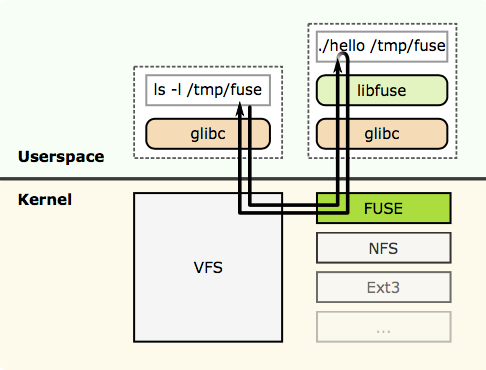 ./hello /tmp/fuse
ls -l /tmp/fuse
libfuse
glibc
glibc
Userspace
Kernel
FUSE
VFS
NFS
Ext3
...